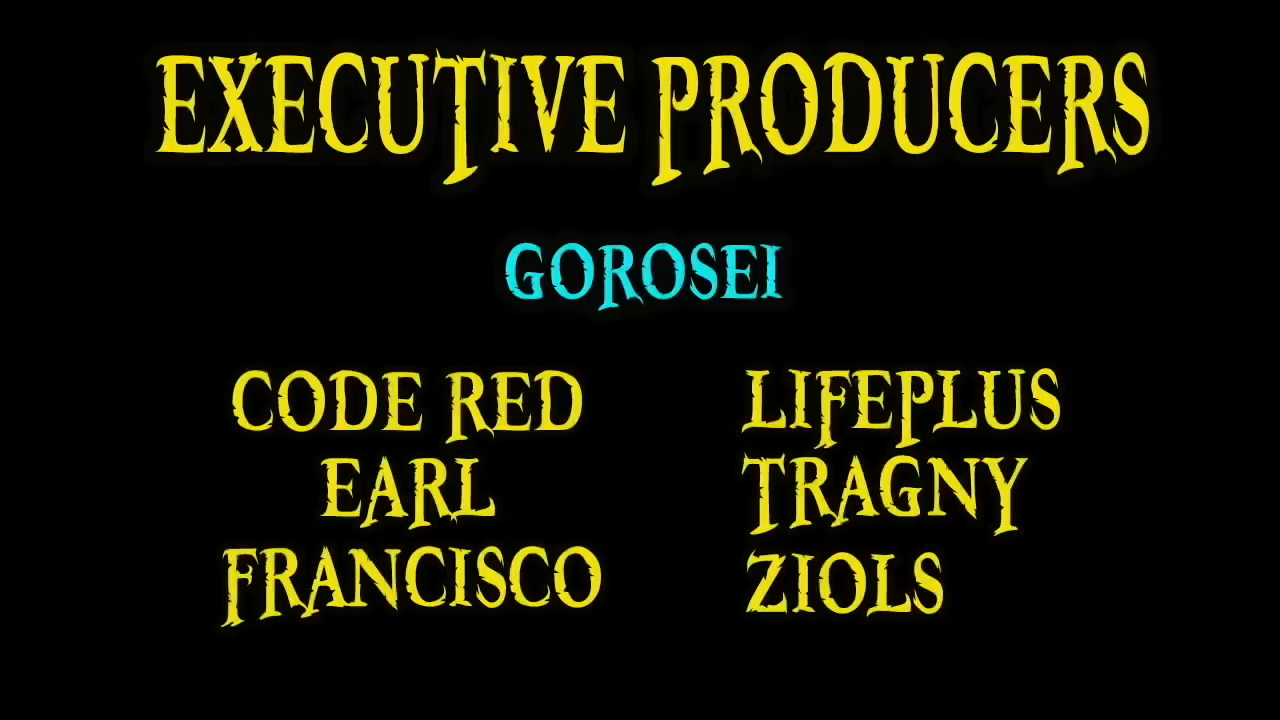 EXECUTIVE PRODUCERS
GOROSEI
CODE RED
EARL
FRANCISCO
LIFEPLUS
TRAGNY
ZIOLS